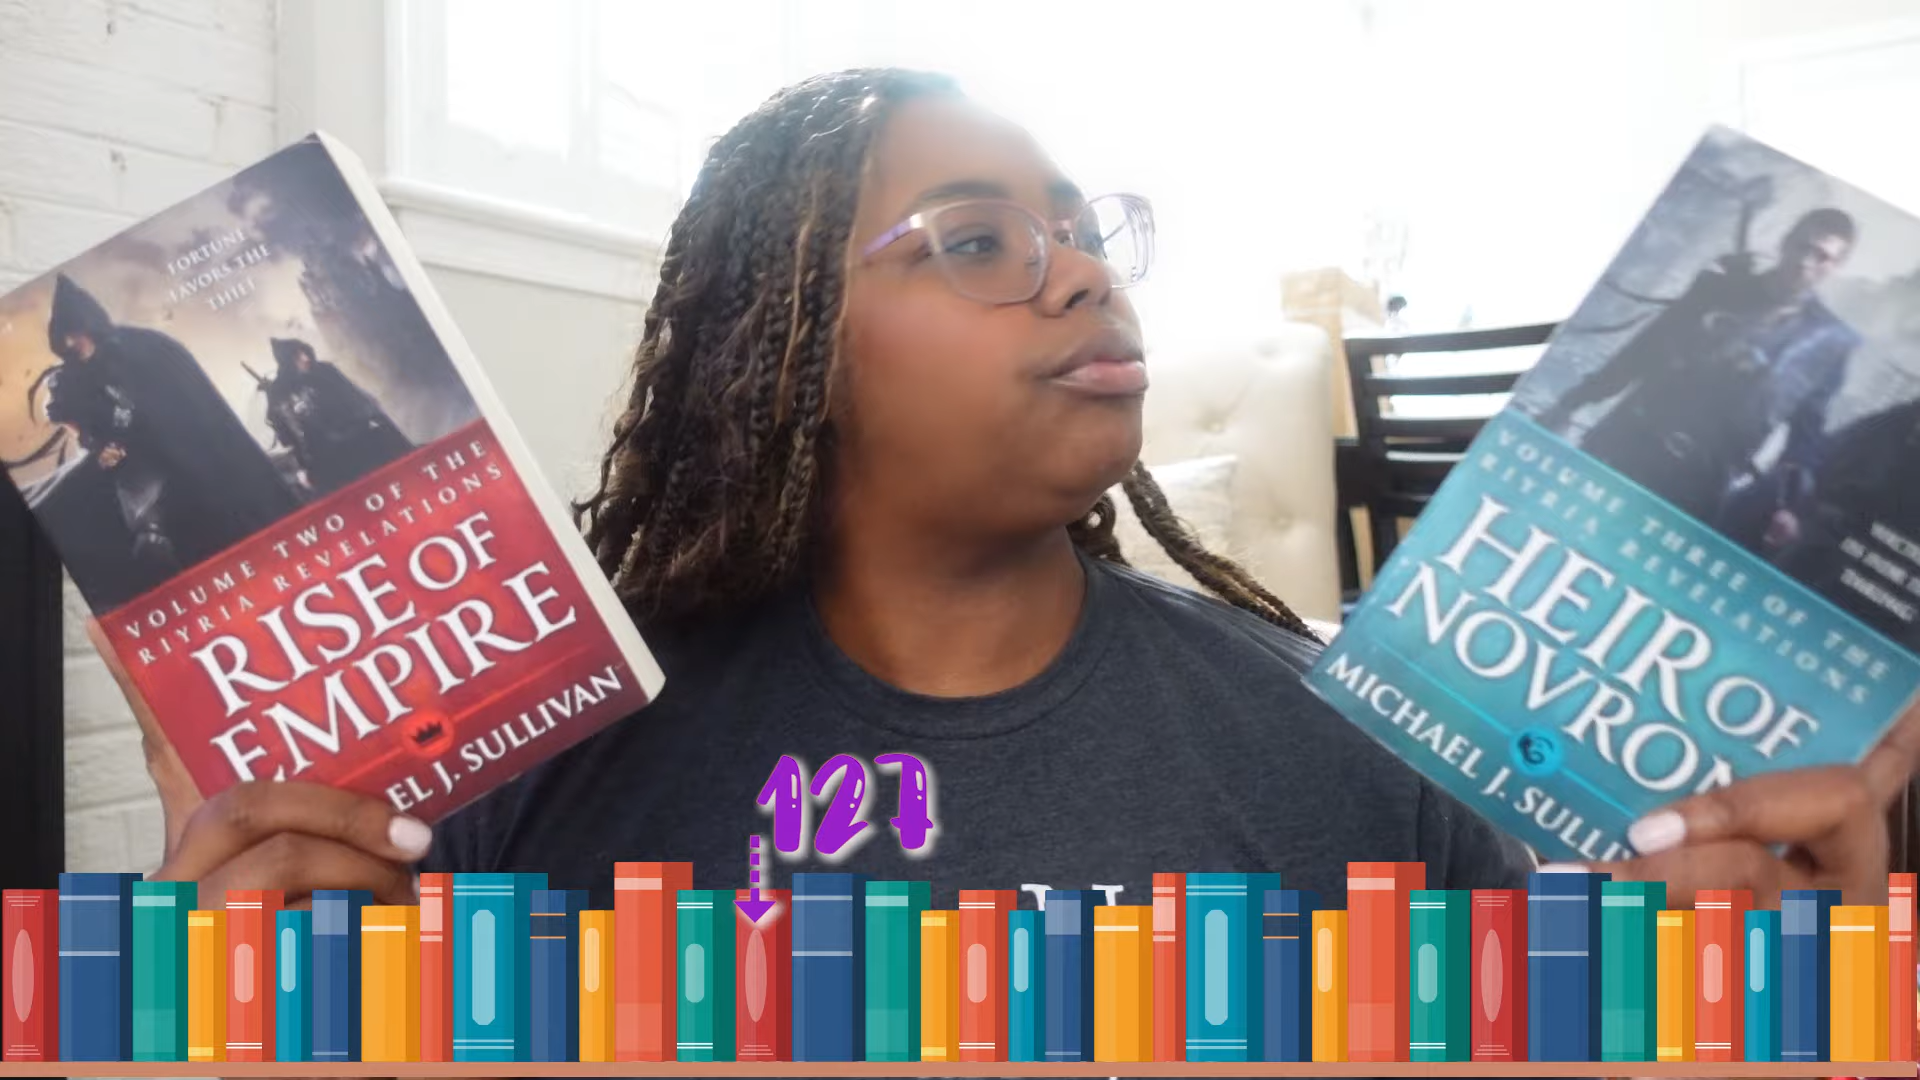 FORTUNE
FAVORS THE
THIEF
VOLUME TWO OF THE
RIYRIA REVELATIONS
RISE OF
EMPIRE
EL J. SULLIVAN
VOLUME THREE OF THE
RIYRIA REVELATIONS
HEIR OF
NOVRON
MICHAEL J. SULLIV
127